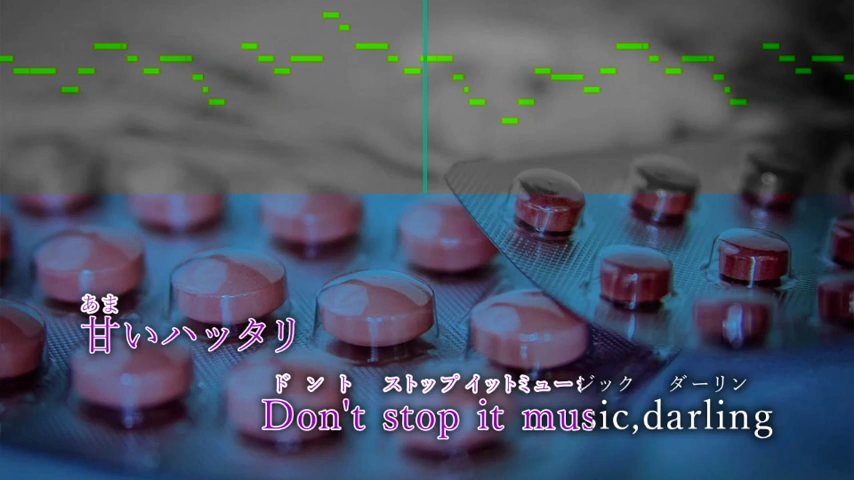 あま
甘いハッタリ
ドント ストップ イット ミュージック ダーリン
Don't stop it music,darling